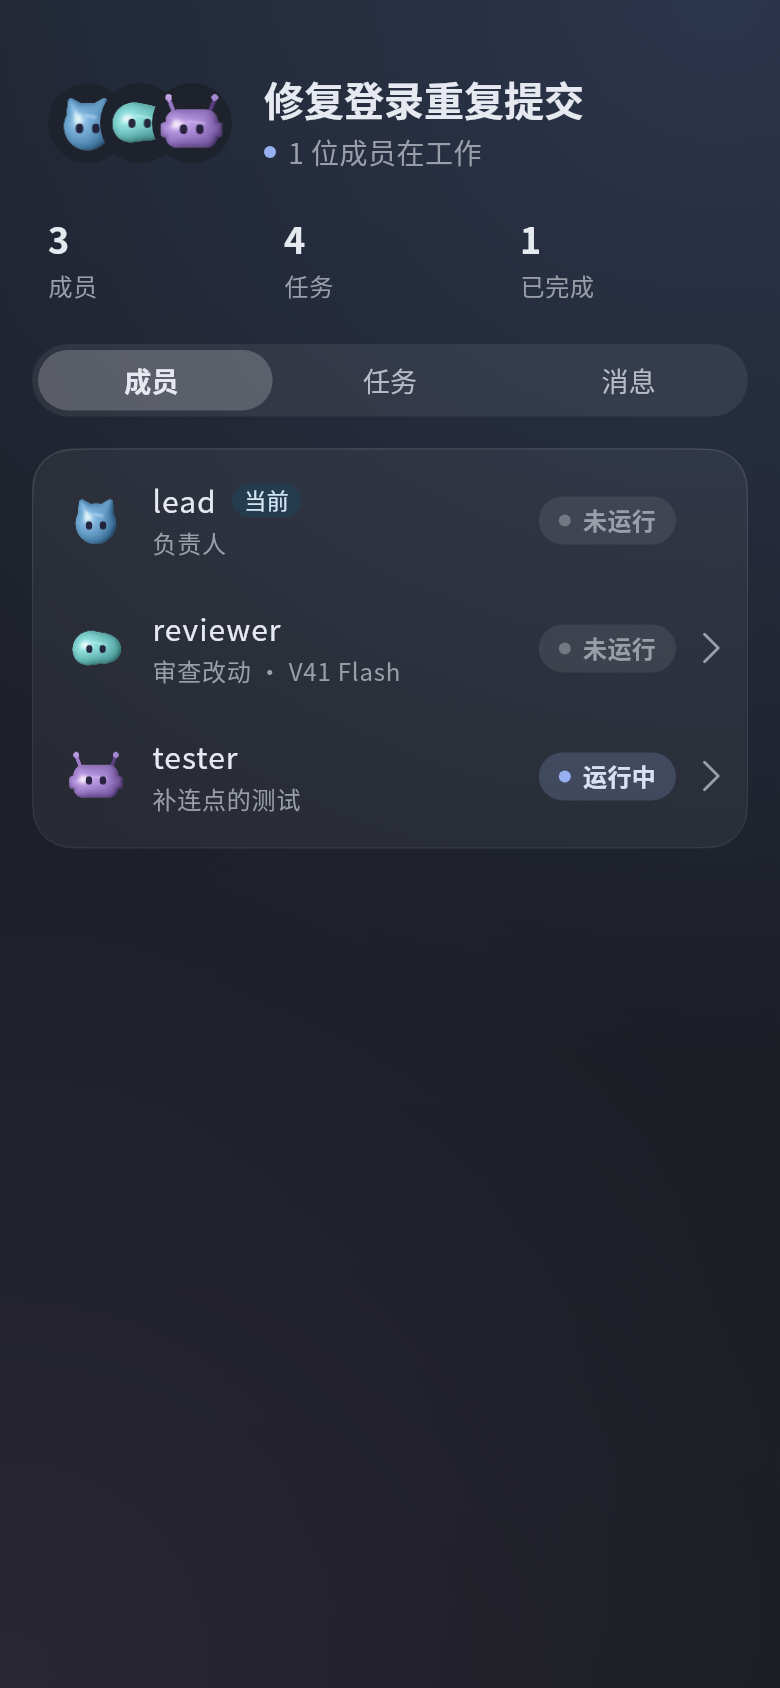 修复登录重复提交
1 位成员在工作
3 4 1
成员 任务 已完成
成员 任务 消息
lead 当前
负责人
未运行
reviewer
审查改动 · V41 Flash
未运行
tester
补连点的测试
运行中